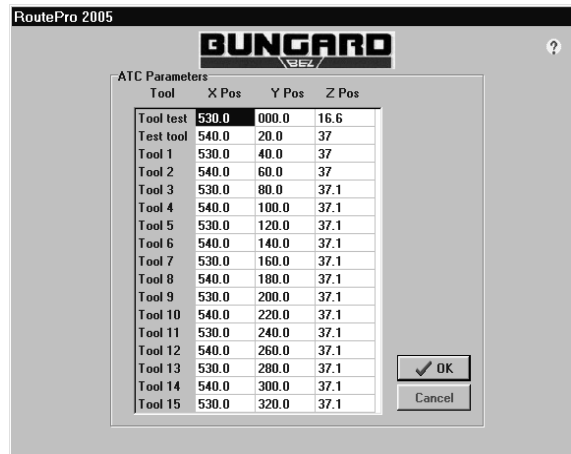 RoutePro 2005
BUNGARD
BEZ
?
ATC Parameters
Tool X Pos Y Pos Z Pos
Tool test 530.0 000.0 16.6
Test tool 540.0 20.0 37
Tool 1 530.0 40.0 37
Tool 2 540.0 60.0 37
Tool 3 530.0 80.0 37.1
Tool 4 540.0 100.0 37.1
Tool 5 530.0 120.0 37.1
Tool 6 540.0 140.0 37.1
Tool 7 530.0 160.0 37.1
Tool 8 540.0 180.0 37.1
Tool 9 530.0 200.0 37.1
Tool 10 540.0 220.0 37.1
Tool 11 530.0 240.0 37.1
Tool 12 540.0 260.0 37.1
Tool 13 530.0 280.0 37.1
Tool 14 540.0 300.0 37.1
Tool 15 530.0 320.0 37.1
OK
Cancel